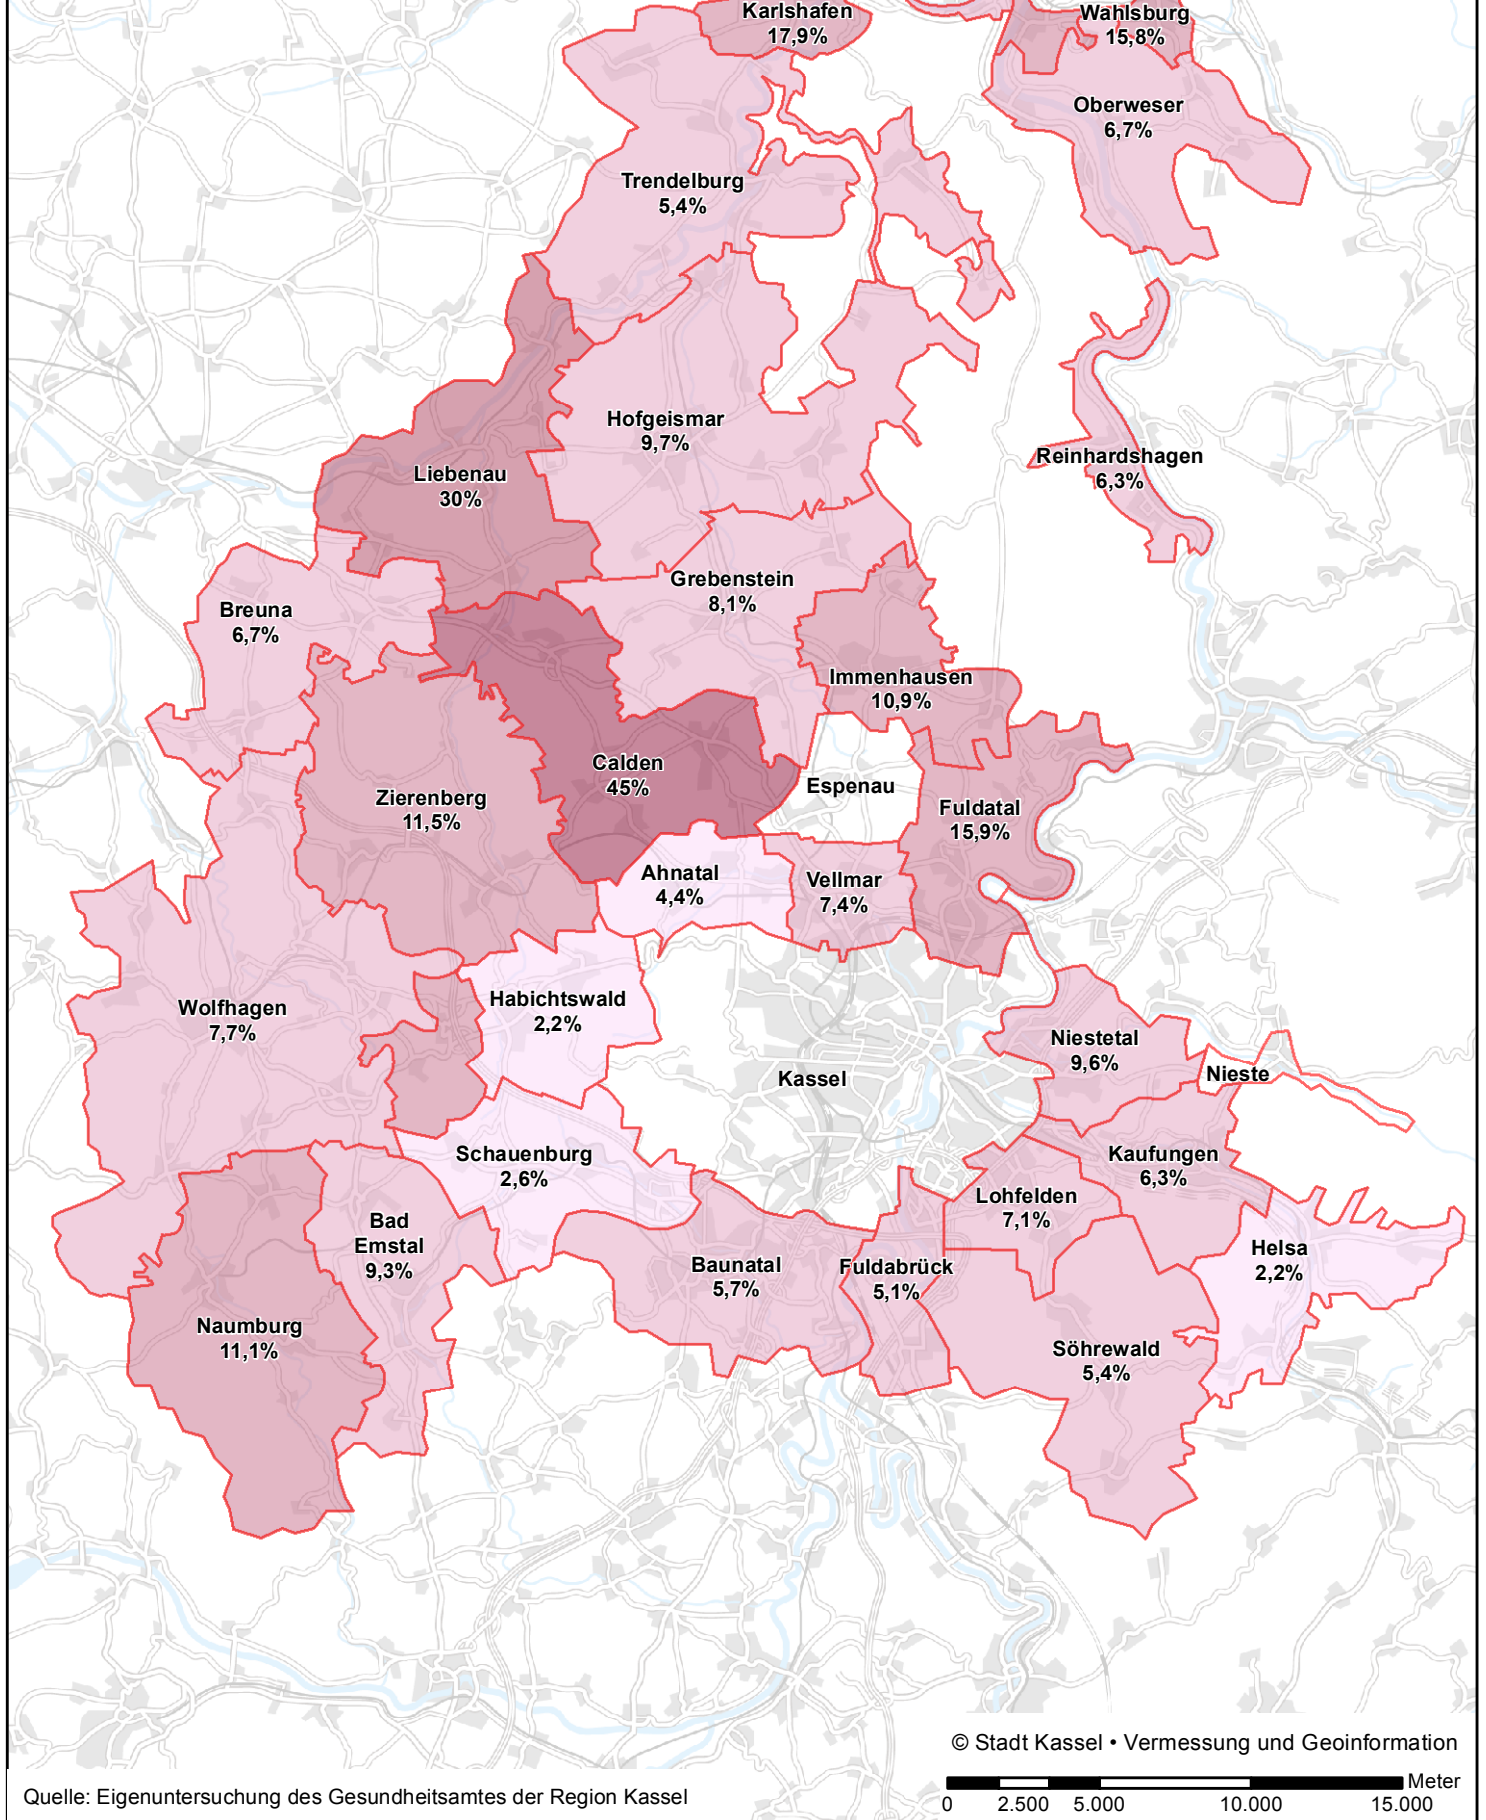 Karlshafen
17,9%
Wahlsburg
15,8%
Oberweser
6,7%
Trendelburg
5,4%
Hofgeismar
9,7%
Reinhardshagen
6,3%
Liebenau
30%
Grebenstein
8,1%
Breuna
6,7%
Immenhausen
10,9%
Calden
45%
Espenau
Zierenberg
11,5%
Fuldatal
15,9%
Ahnatal
4,4%
Vellmar
7,4%
Wolfhagen
7,7%
Habichtswald
2,2%
Niestetal
9,6%
Nieste
Kassel
Schauenburg
2,6%
Kaufungen
6,3%
Lohfelden
7,1%
Bad
Emstal
9,3%
Baunatal
5,7%
Fuldabrück
5,1%
Helsa
2,2%
Naumburg
11,1%
Söhrewald
5,4%
© Stadt Kassel • Vermessung und Geoinformation
Quelle: Eigenuntersuchung des Gesundheitsamtes der Region Kassel
Meter
0 2.500 5.000 10.000 15.000